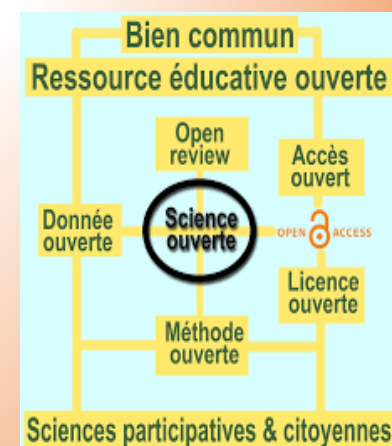 Bien commun
Ressource éducative ouverte
Open
review
Accès
ouvert
Donnée
ouverte
Science
ouverte
OPEN ACCESS
Licence
ouverte
Méthode
ouverte
Sciences participatives & citoyennes